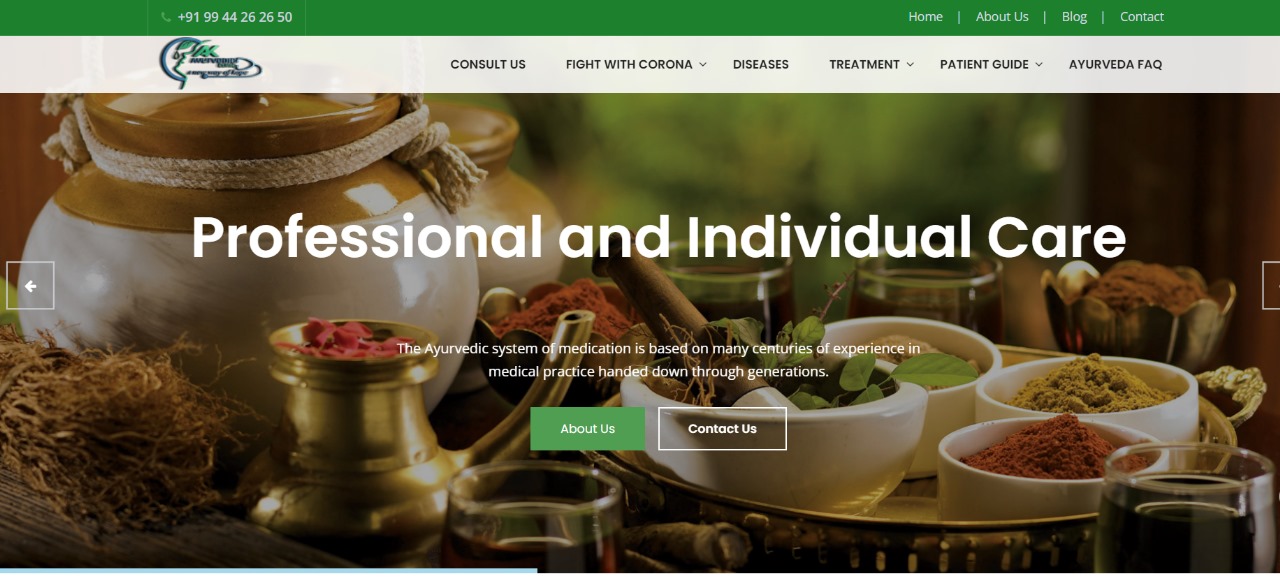 +91 99 44 26 26 50
Home | About Us | Blog | Contact
CONSULT US FIGHT WITH CORONA DISEASES TREATMENT PATIENT GUIDE AYURVEDA FAQ
Professional and Individual Care
The Ayurvedic system of medication is based on many centuries of experience in
medical practice handed down through generations.
About Us Contact Us